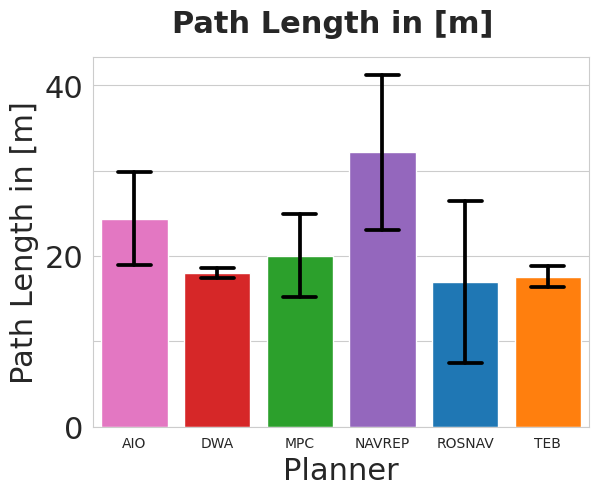 Path Length in [m]
Path Length in [m]
40
20
0
AIO DWA MPC NAVREP ROSNAV TEB
Planner